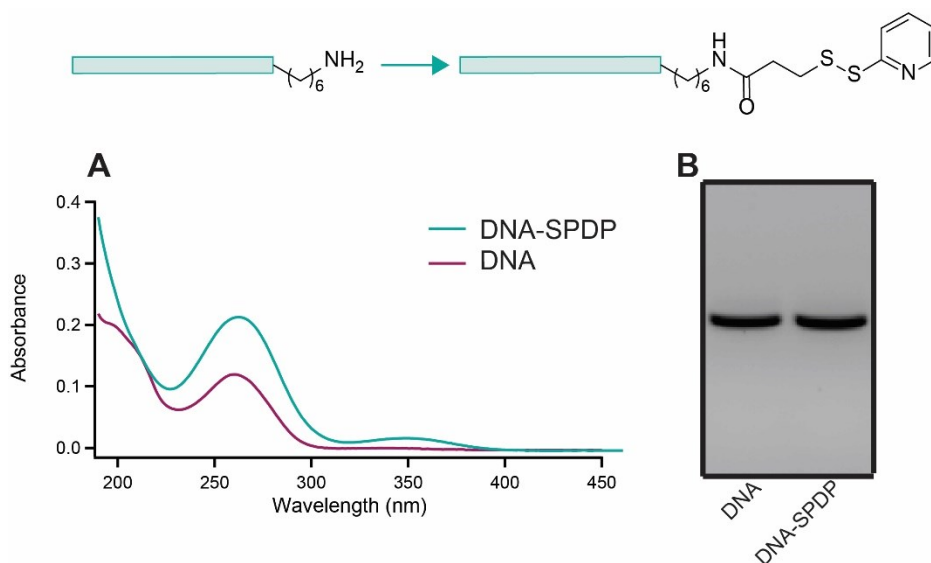 NH2
6
H
N
6
O
S
S
N
A
B
0.4
0.3
0.2
0.1
0.0
Absorbance
DNA-SPDP
DNA
200 250 300 350 400 450
Wavelength (nm)
DNA
DNA-SPDP